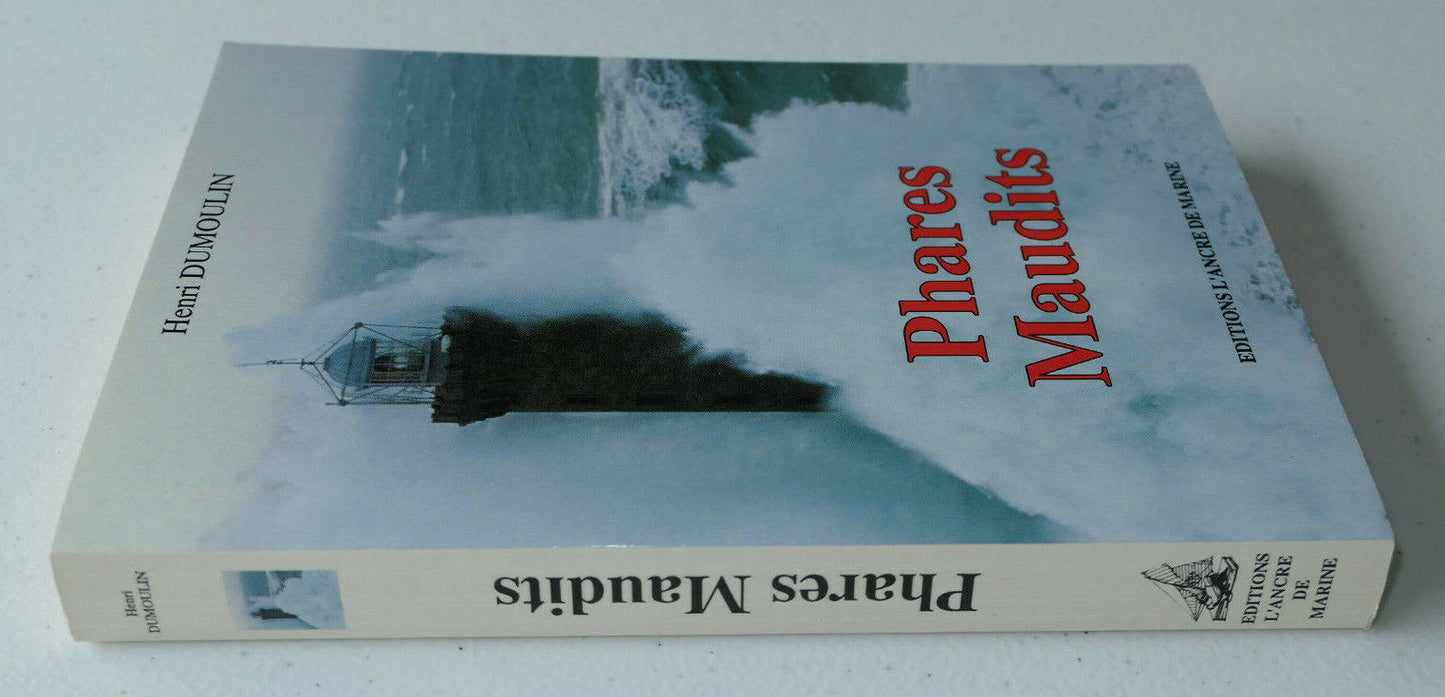 Henri DUMOULIN
Phares
Maudits
EDITIONS L'ANCRE DE MARINE
Henri
DUMOULIN
Phares Maudits
EDITIONS
L'ANCRE
DE
MARINE